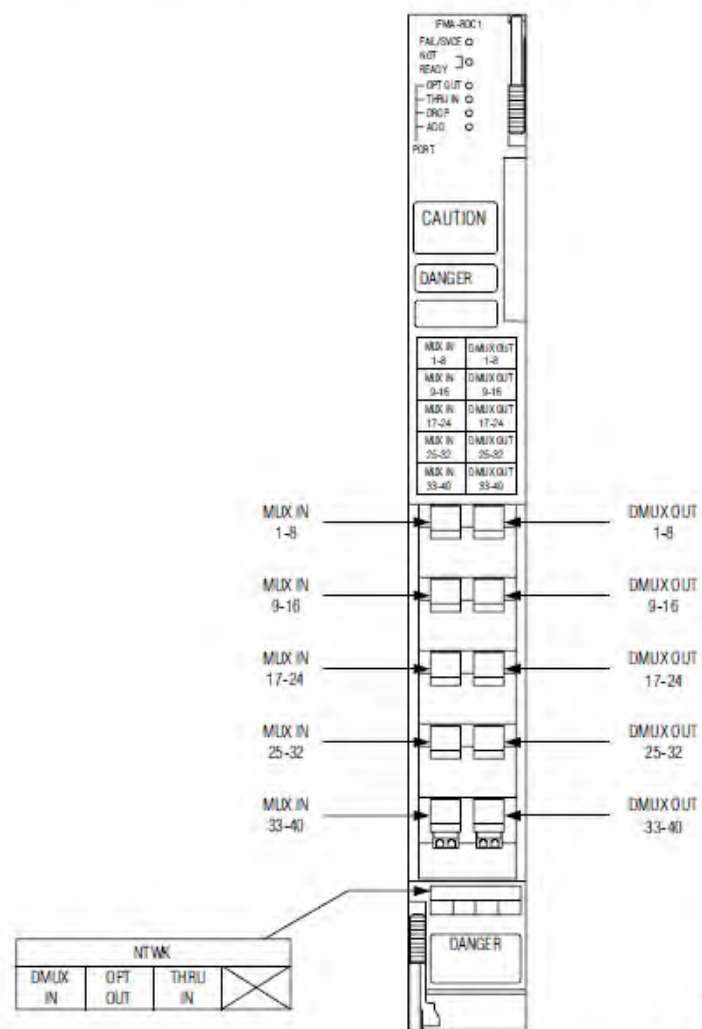 IFMA-RDC1
FAIL/SVCE
NOT
READY
OPT OUT
THRU IN
DROP
ADD
PORT
CAUTION
DANGER
MUX IN
1-8
DMUX OUT
1-8
MUX IN
9-16
DMUX OUT
9-16
MUX IN
17-24
DMUX OUT
17-24
MUX IN
25-32
DMUX OUT
25-32
MUX IN
33-40
DMUX OUT
33-40
MUX IN
1-8
DMUX OUT
1-8
MUX IN
9-16
DMUX OUT
9-16
MUX IN
17-24
DMUX OUT
17-24
MUX IN
25-32
DMUX OUT
25-32
MUX IN
33-40
DMUX OUT
33-40
NTWK
DMUX
IN
OPT
OUT
THRU
IN
DANGER